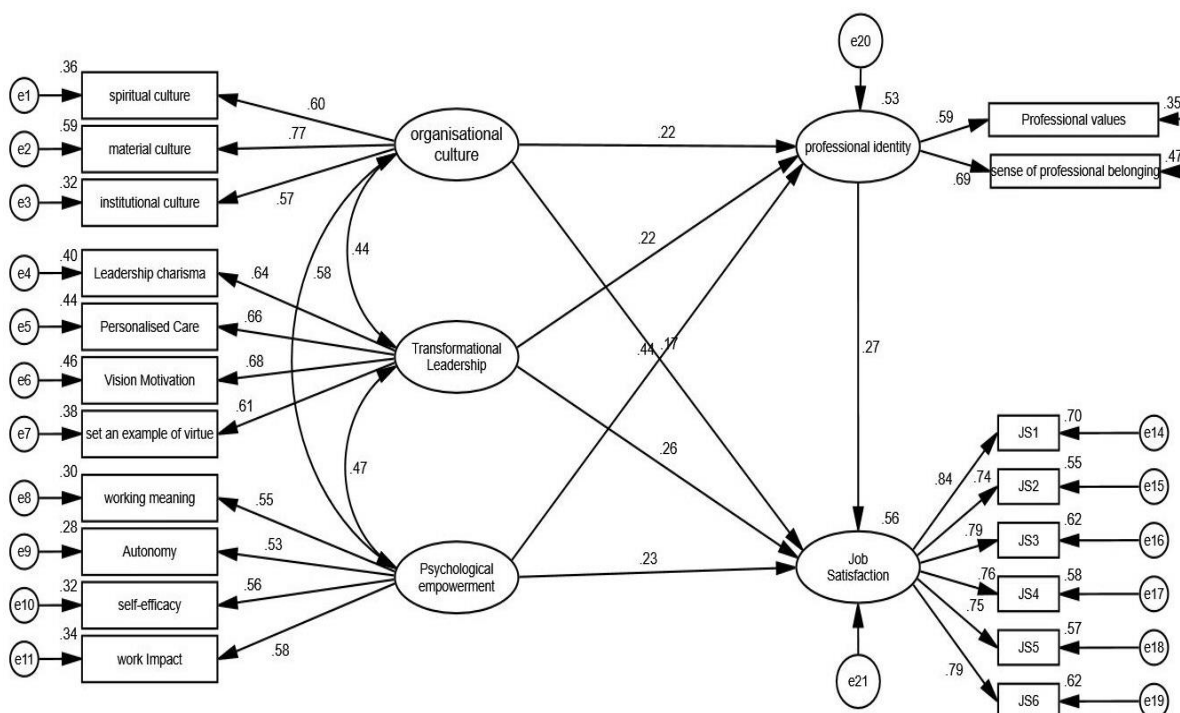 e20
.36
e1
spiritual culture
.60
.59
e2
material culture
.77
.32
e3
institutional culture
.57
organisational
culture
.22
.53
professional identity
.59
Professional values
.35
.69
sense of professional belonging
.47
.44
.58
.22
.40
e4
Leadership charisma
.64
.44
e5
Personalised Care
.66
.46
e6
Vision Motivation
.68
.38
e7
set an example of virtue
.61
Transformational
Leadership
.44
.17
.27
.26
.47
.30
e8
working meaning
.55
.28
e9
Autonomy
.53
.32
e10
self-efficacy
.56
.34
e11
work Impact
.58
Psychological
empowerment
.23
.56
Job
Satisfaction
e21
.84
JS1
.70
e14
.74
JS2
.55
e15
.79
JS3
.62
e16
.76
JS4
.58
e17
.75
JS5
.57
e18
.79
JS6
.62
e19